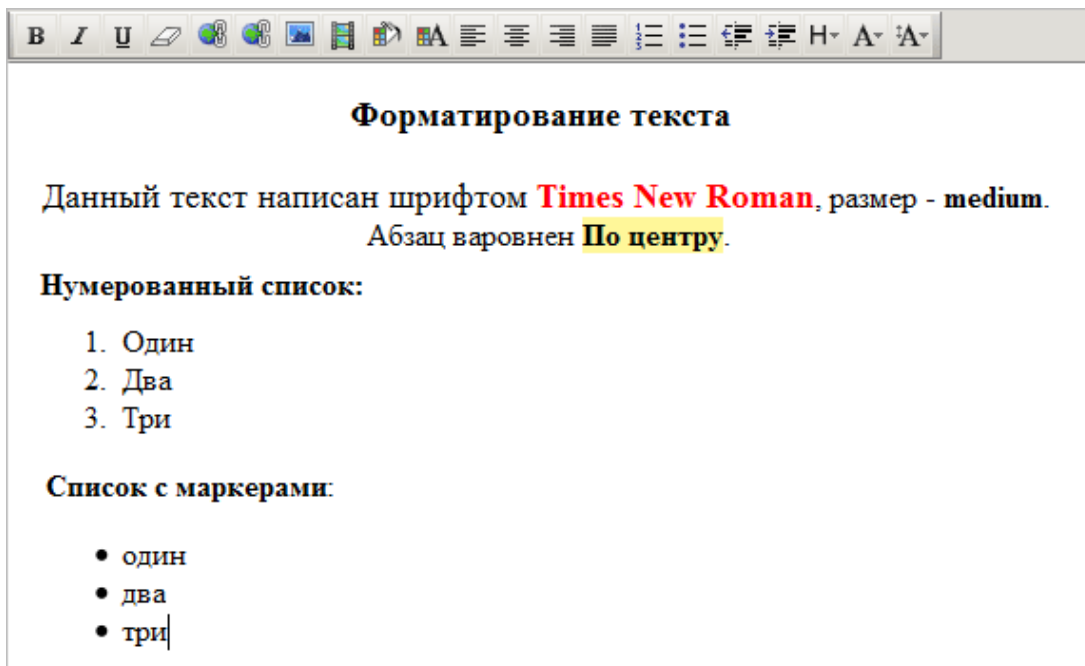 Форматирование текста
Данный текст написан шрифтом Times New Roman, размер - medium.
Абзац варовнен По центру.
Нумерованный список:
1. Один
2. Два
3. Три
Список с маркерами:
• один
• два
• три